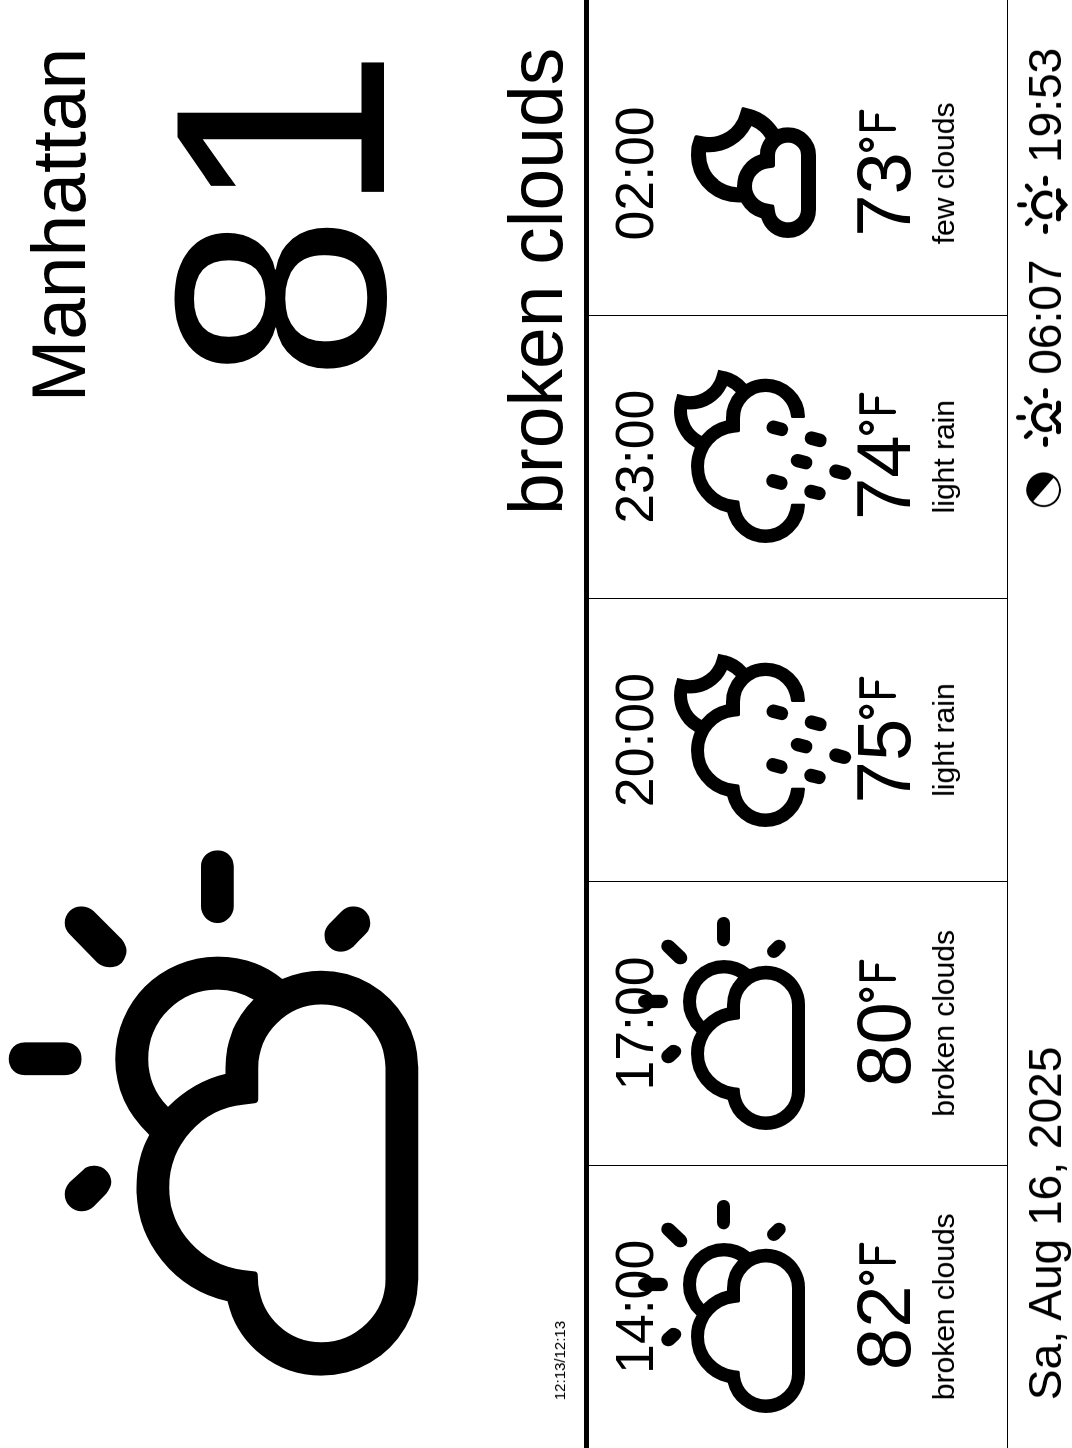 Manhattan
81
broken clouds
12:13/12:13
14:00 17:00 20:00 23:00 02:00
82°F 80°F 75°F 74°F 73°F
broken clouds broken clouds light rain light rain few clouds
Sa, Aug 16, 2025 06:07 19:53